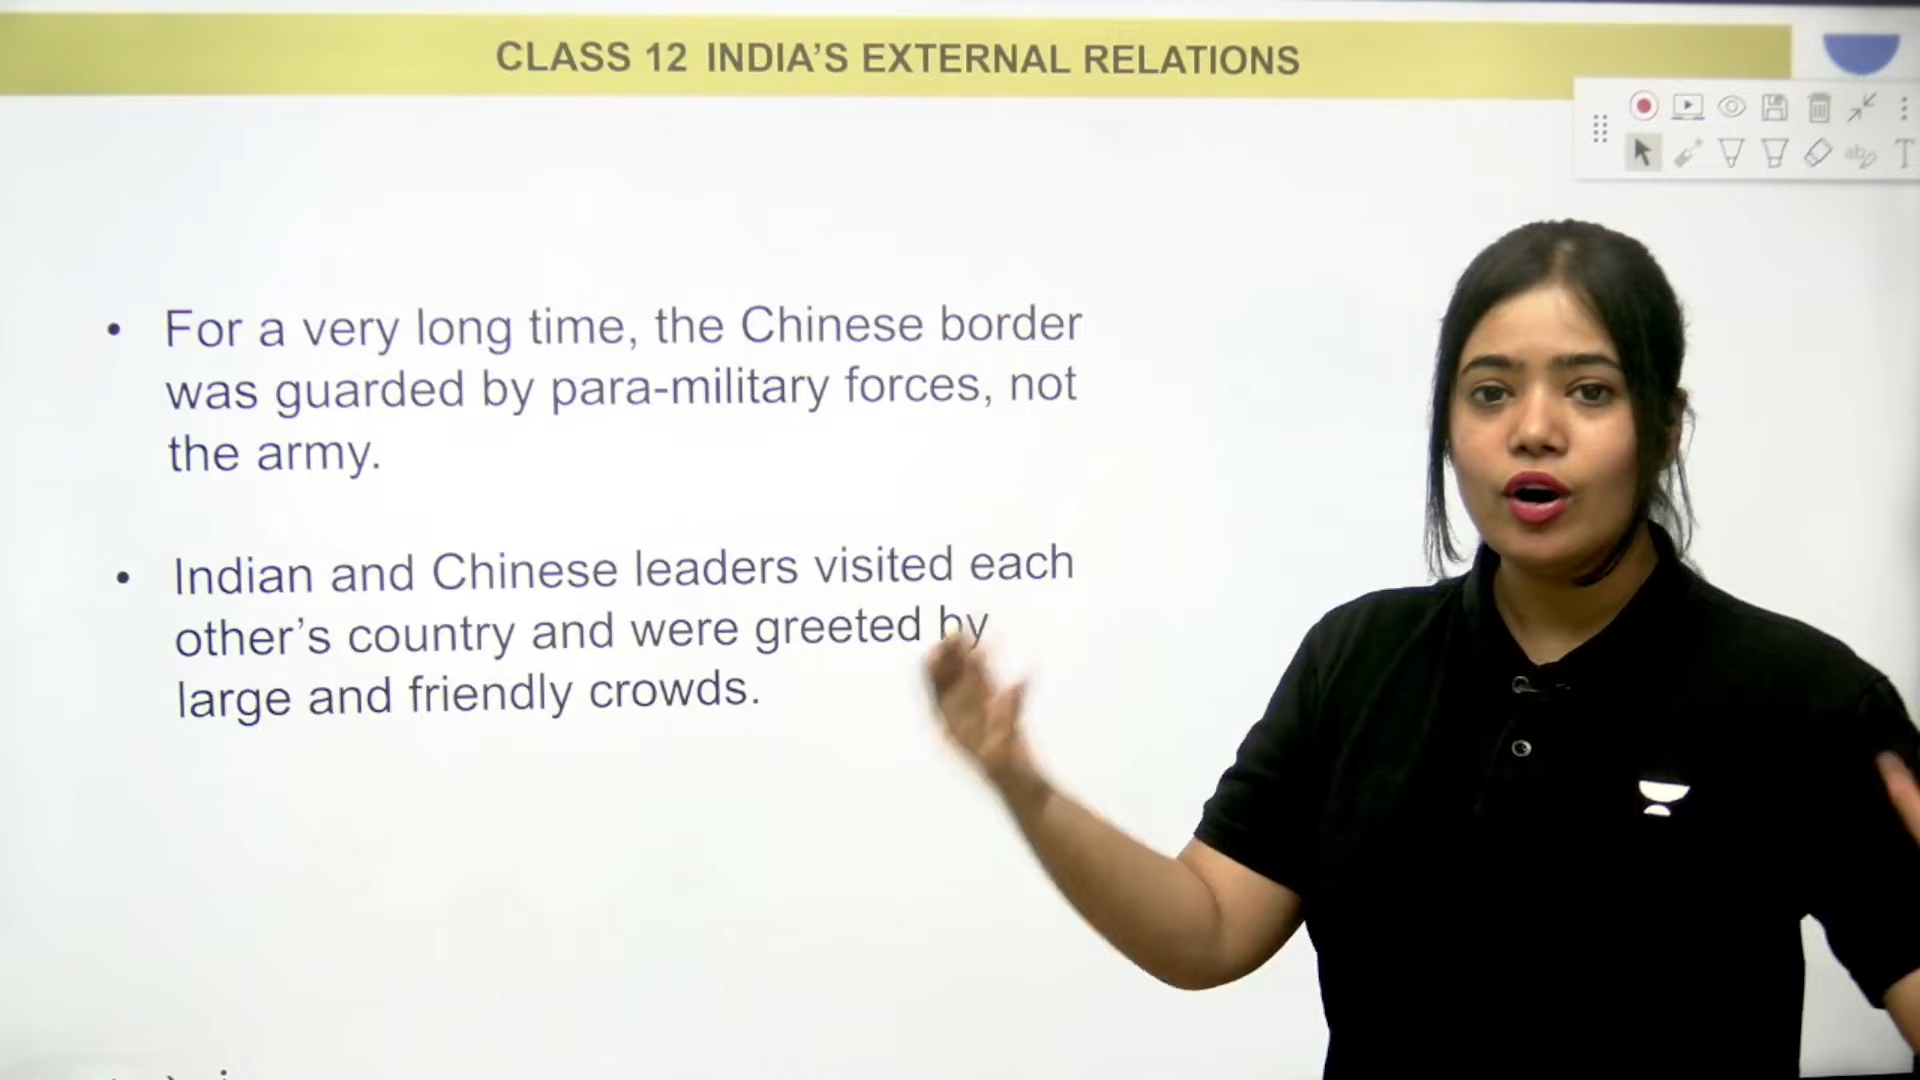 CLASS 12 INDIA'S EXTERNAL RELATIONS
• For a very long time, the Chinese border
was guarded by para-military forces, not
the army.
• Indian and Chinese leaders visited each
other's country and were greeted by
large and friendly crowds.